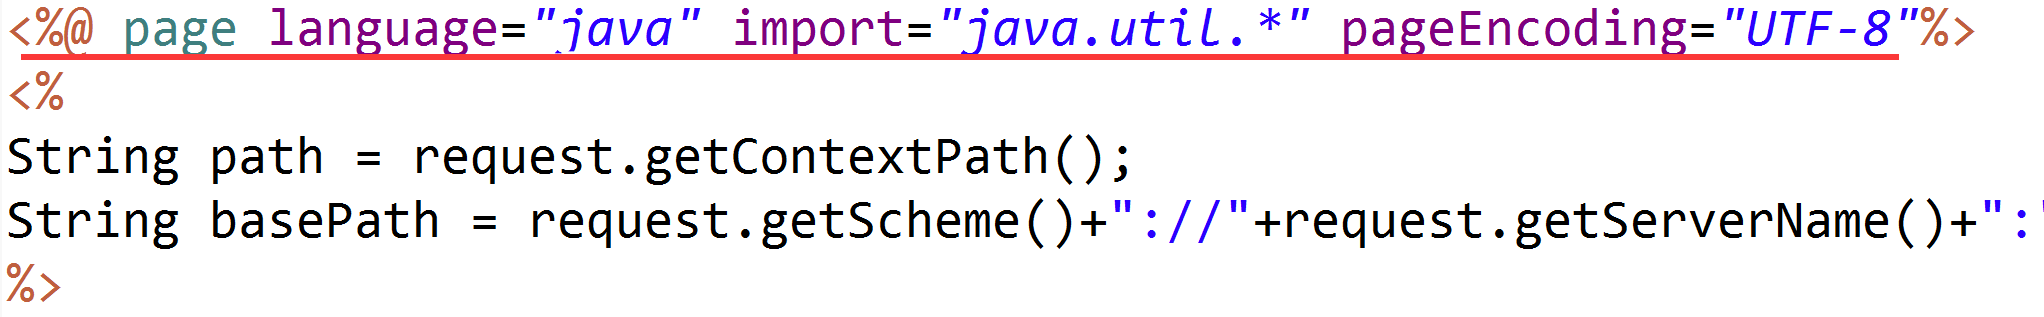 <%@ page language="java" import="java.util.*" pageEncoding="UTF-8"%>
<%
String path = request.getContextPath();
String basePath = request.getScheme()+"://"+request.getServerName()+":"
%>